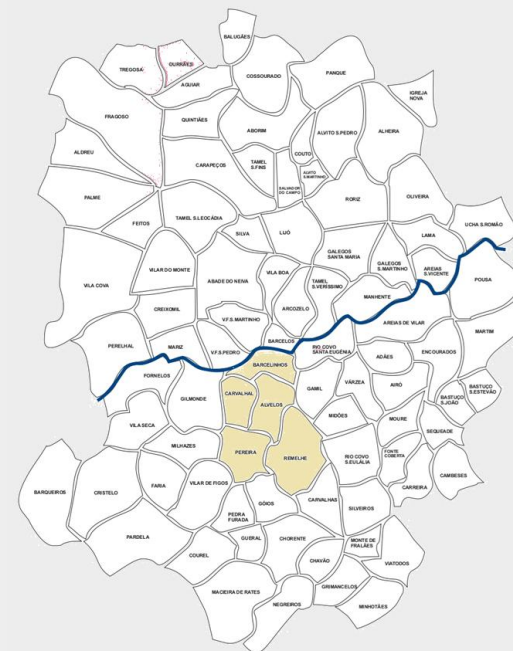 BALUGÃES
TREGOSA
DURRÃES
COSSOURADO
PANQUE
AGUIAR
IGREJA
NOVA
FRAGOSO
QUINTIÃES
ABORIM
ALVITO S.PEDRO
ALHEIRA
ALDREU
CARAPEÇOS
TAMEL
S.FINS
COUTO
ALVITO
S.MARTINHO
SALVADOR
DO CAMPO
PALME
RORIZ
OLIVEIRA
FEITOS
TAMEL S.LEOCÁDIA
SILVA
LIJÓ
LAMA
UCHA S.ROMÃO
GALEGOS
SANTA MARIA
GALEGOS
S.MARTINHO
AREIAS
S.VICENTE
VILAR DO MONTE
ABADE DO NEIVA
VILA BOA
TAMEL
S.VERÍSSIMO
POUSA
VILA COVA
MANHENTE
CREIXOMIL
ARCOZELO
V.F.S.MARTINHO
AREIAS DE VILAR
MARTIM
PERELHAL
MARIZ
V.F.S.PEDRO
BARCELOS
RIO COVO
SANTA EUGÉNIA
ADÃES
ENCOURADOS
FORNELOS
BARCELINHOS
GILMONDE
CARVALHAL
GAMIL
VÁRZEA
AIRÓ
BASTUÇO
S.JOÃO
BASTUÇO
S.ESTEVÃO
ALVELOS
MIDÕES
MOURE
VILA SECA
SEQUEADE
MILHAZES
PEREIRA
REMELHE
RIO COVO
S.EULÁLIA
FONTE
COBERTA
BARQUEIROS
CRISTELO
FARIA
VILAR DE FIGOS
CARREIRA
CAMBESES
GÓIOS
CARVALHAS
SILVEIROS
PEDRA
FURADA
PARDELA
COUREL
GUERAL
CHORENTE
MONTE DE
FRALÃES
CHAVÃO
VIATODOS
MACIEIRA DE RATES
GRIMANCELOS
NEGREIROS
MINHOTÃES